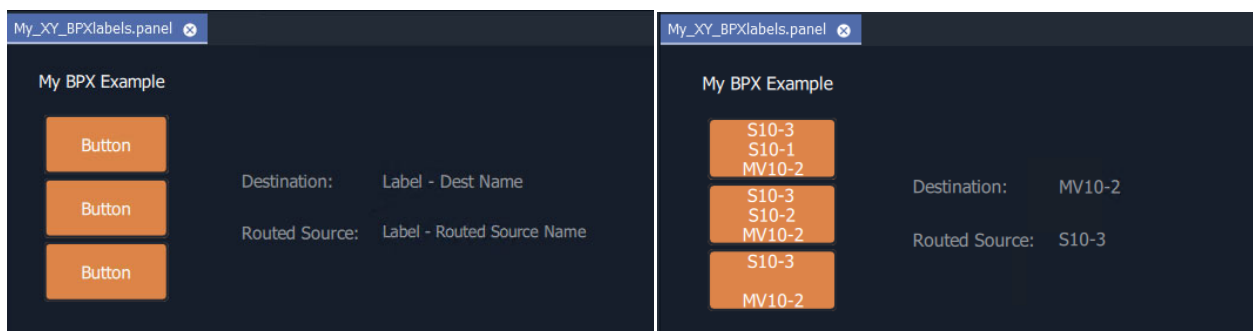 My_XY_BPXlabels.panel
My BPX Example
Button
Button
Button
Destination: Label - Dest Name
Routed Source: Label - Routed Source Name
My_XY_BPXlabels.panel
My BPX Example
S10-3
S10-1
MV10-2
S10-3
S10-2
MV10-2
S10-3
MV10-2
Destination: MV10-2
Routed Source: S10-3